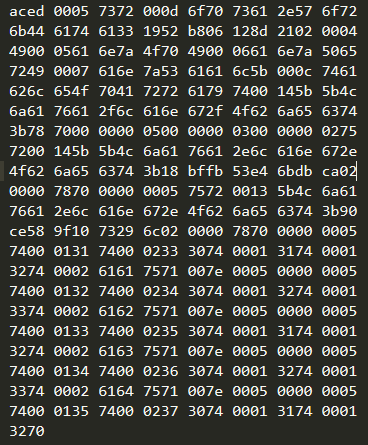 aced 0005 7372 000d 6f70 7361 2e57 6f72
6b44 6174 6133 1952 b806 128d 2102 0004
4900 0561 6e7a 4f70 4900 0661 6e7a 5065
7249 0007 616e 7a53 6161 6c5b 000c 7461
626c 654f 7041 7272 6179 7400 145b 5b4c
6a61 7661 2f6c 616e 672f 4f62 6a65 6374
3b78 7000 0000 0500 0000 0300 0000 0275
7200 145b 5b4c 6a61 7661 2e6c 616e 672e
4f62 6a65 6374 3b18 bffb 53e4 6bdb ca02
0000 7870 0000 0005 7572 0013 5b4c 6a61
7661 2e6c 616e 672e 4f62 6a65 6374 3b90
ce58 9f10 7329 6c02 0000 7870 0000 0005
7400 0131 7400 0233 3074 0001 3174 0001
3274 0002 6161 7571 007e 0005 0000 0005
7400 0132 7400 0234 3074 0001 3274 0001
3374 0002 6162 7571 007e 0005 0000 0005
7400 0133 7400 0235 3074 0001 3174 0001
3274 0002 6163 7571 007e 0005 0000 0005
7400 0134 7400 0236 3074 0001 3274 0001
3374 0002 6164 7571 007e 0005 0000 0005
7400 0135 7400 0237 3074 0001 3174 0001
3270